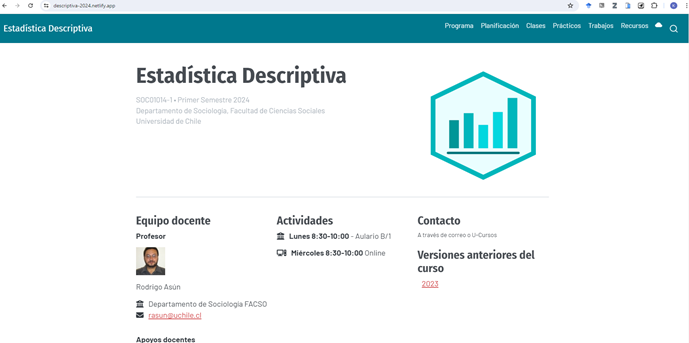 descriptiva-2024.netlify.app
Estadística Descriptiva
Programa Planificación Clases Prácticos Trabajos Recursos
Estadística Descriptiva
SOC01014-1 • Primer Semestre 2024
Departamento de Sociología, Facultad de Ciencias Sociales
Universidad de Chile
Equipo docente
Profesor
Rodrigo Asún
Departamento de Sociología FACSO
rasun@uchile.cl
Apoyos docentes
Actividades
Lunes 8:30-10:00 - Aulario B/1
Miércoles 8:30-10:00 Online
Contacto
A través de correo o U-Cursos
Versiones anteriores del
curso
2023